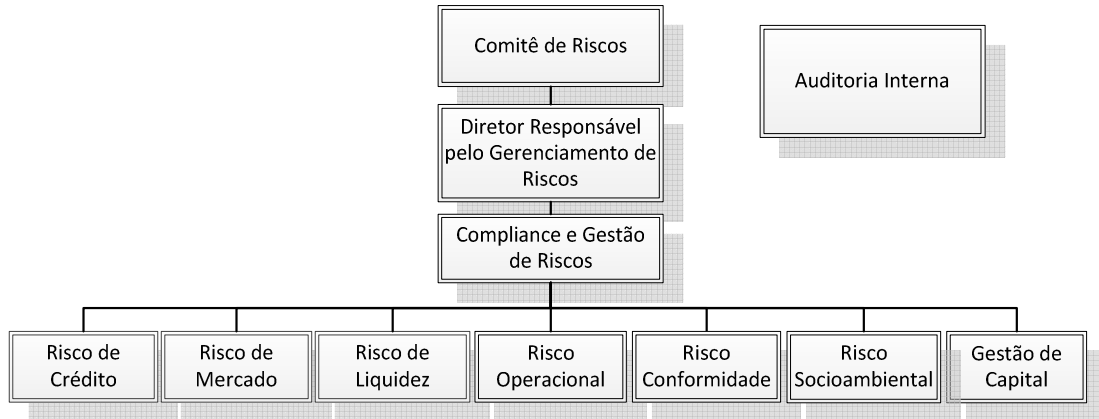 Comitê de Riscos
Auditoria Interna
Diretor Responsável
pelo Gerenciamento de
Riscos
Compliance e Gestão
de Riscos
Risco de
Crédito
Risco de
Mercado
Risco de
Liquidez
Risco
Operacional
Risco
Conformidade
Risco
Socioambiental
Gestão de
Capital